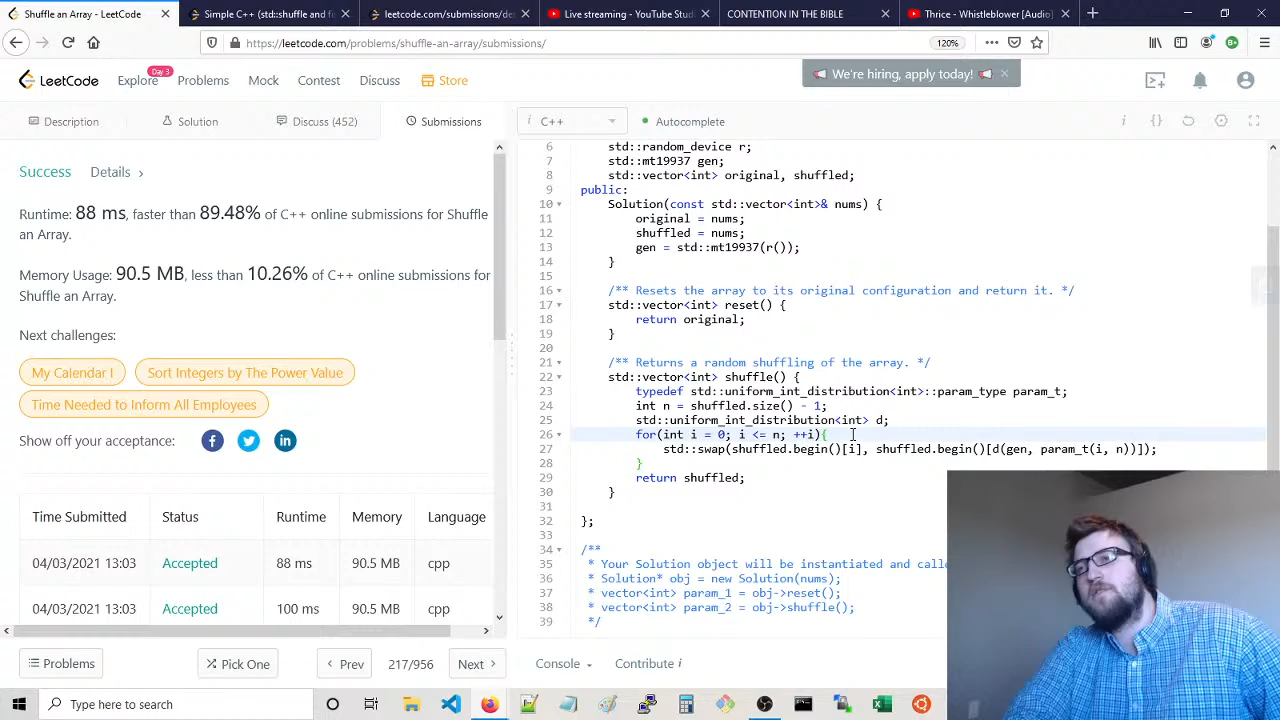 Shuffle an Array - LeetCode
Simple C++ (std::shuffle and fi
leetcode.com/submissions/de
Live streaming - YouTube Studi
CONTENTION IN THE BIBLE
Thrice - Whistleblower [Audio]
https://leetcode.com/problems/shuffle-an-array/submissions/
120%
LeetCode
Explore
Day 3
Problems
Mock
Contest
Discuss
Store
We're hiring, apply today!
Description
Solution
Discuss (452)
Submissions
i C++
Autocomplete
Success
Details
Runtime: 88 ms, faster than 89.48% of C++ online submissions for Shuffle
an Array.
Memory Usage: 90.5 MB, less than 10.26% of C++ online submissions for
Shuffle an Array.
Next challenges:
My Calendar I
Sort Integers by The Power Value
Time Needed to Inform All Employees
Show off your acceptance:
Time Submitted Status Runtime Memory Language
04/03/2021 13:03 Accepted 88 ms 90.5 MB cpp
04/03/2021 13:03 Accepted 100 ms 90.5 MB cpp
6 std::random_device r;
7 std::mt19937 gen;
8 std::vector<int> original, shuffled;
9 public:
10 Solution(const std::vector<int>& nums) {
11 original = nums;
12 shuffled = nums;
13 gen = std::mt19937(r());
14 }
15
16 /** Resets the array to its original configuration and return it. */
17 std::vector<int> reset() {
18 return original;
19 }
20
21 /** Returns a random shuffling of the array. */
22 std::vector<int> shuffle() {
23 typedef std::uniform_int_distribution<int>::param_type param_t;
24 int n = shuffled.size() - 1;
25 std::uniform_int_distribution<int> d;
26 for(int i = 0; i <= n; ++i){
27 std::swap(shuffled.begin()[i], shuffled.begin()[d(gen, param_t(i, n))]);
28 }
29 return shuffled;
30 }
31
32 };
33
34 /**
35 * Your Solution object will be instantiated and calle
36 * Solution* obj = new Solution(nums);
37 * vector<int> param_1 = obj->reset();
38 * vector<int> param_2 = obj->shuffle();
39 */
Problems
Pick One
Prev
217/956
Next
Console
Contribute i
Type here to search